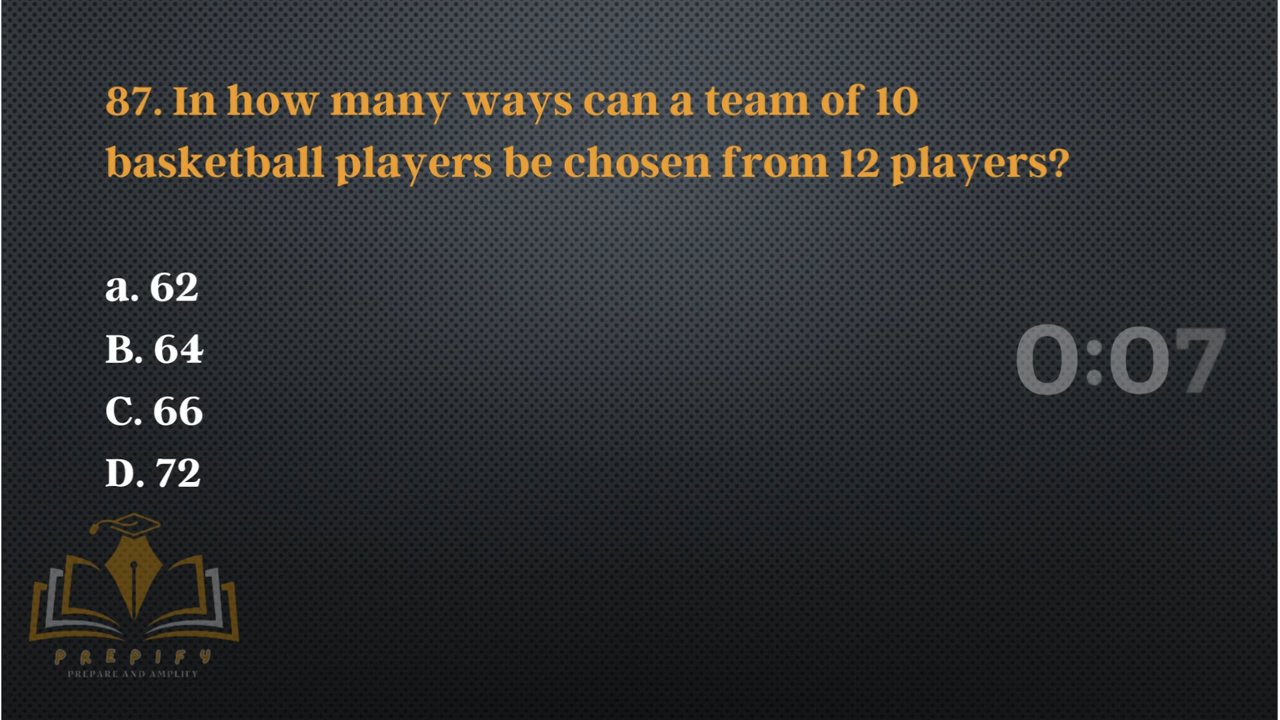 87. In how many ways can a team of 10
basketball players be chosen from 12 players?
a. 62
B. 64
C. 66
D. 72
0:07
PREPIFY
PREPARE AND AMPLIFY